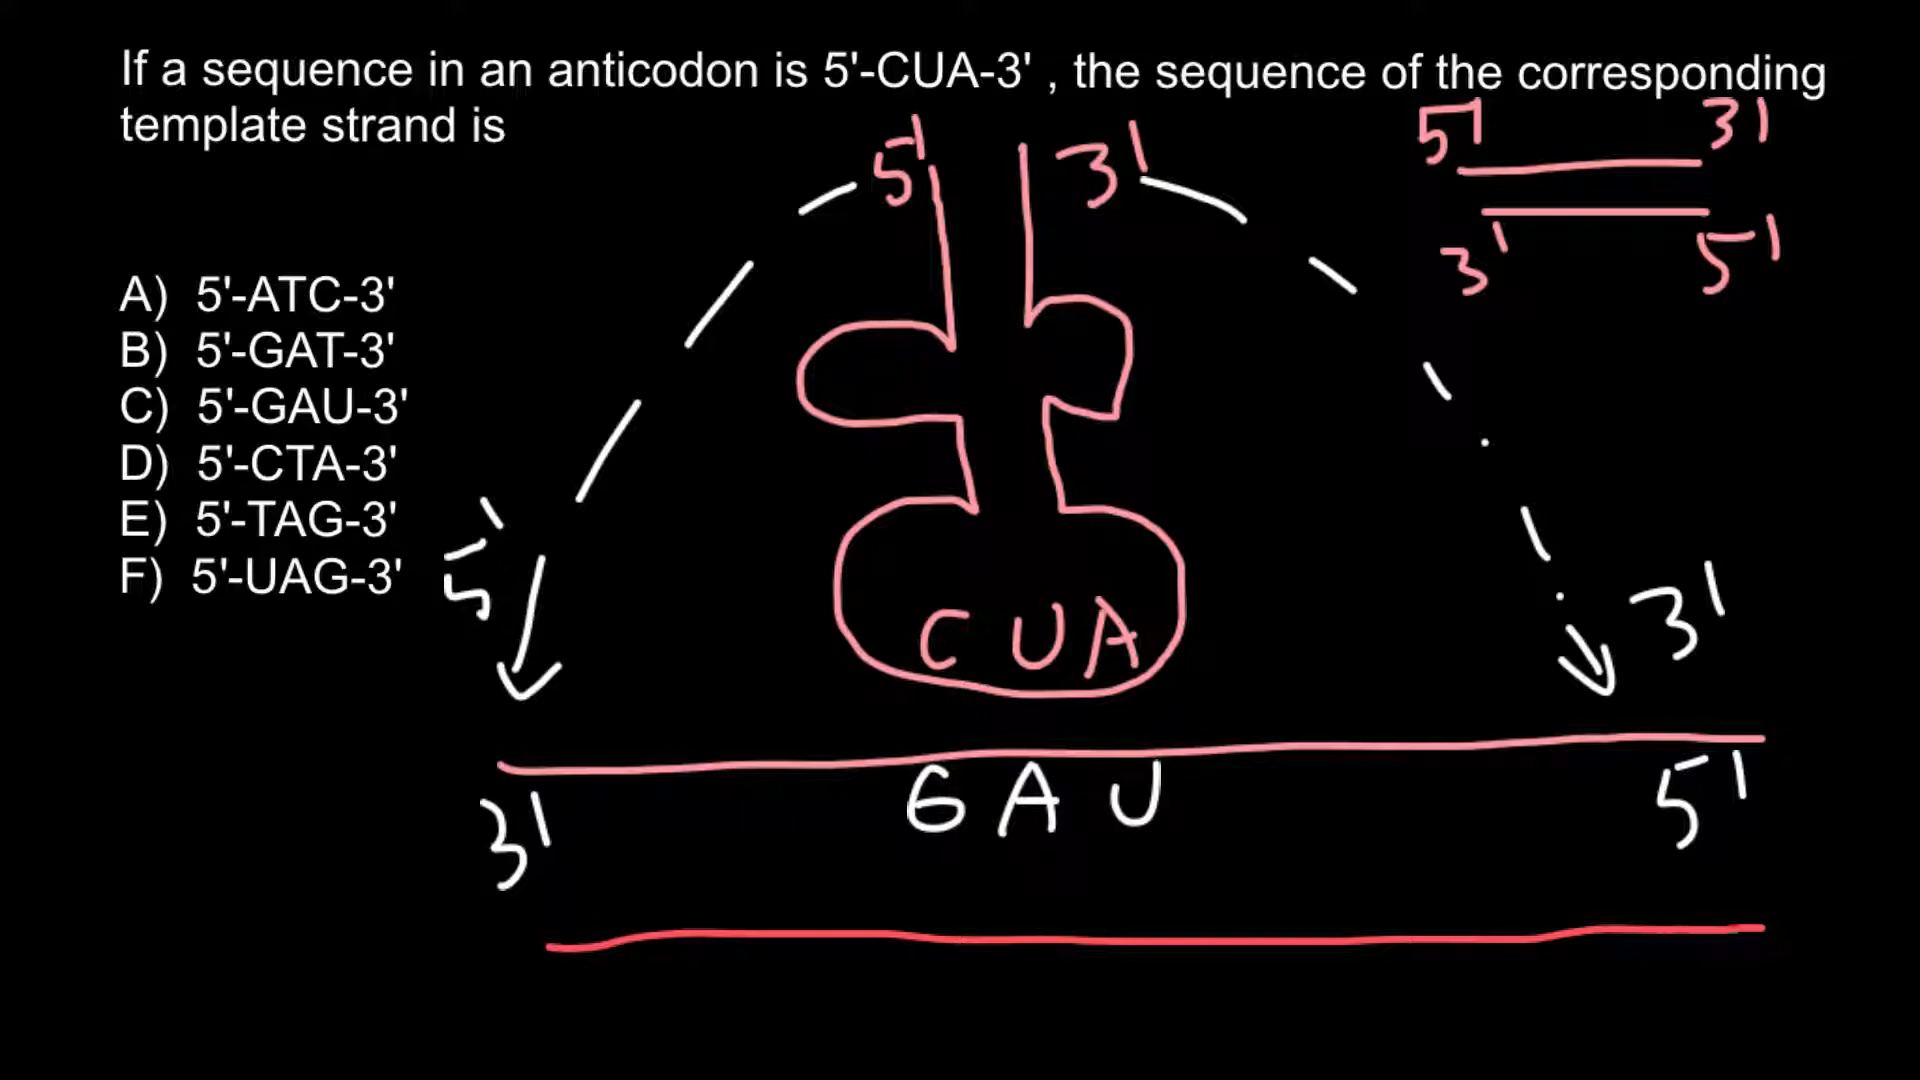 If a sequence in an anticodon is 5'-CUA-3' , the sequence of the corresponding
template strand is
5' 3'
5' 3'
3' 5'
A) 5'-ATC-3'
B) 5'-GAT-3'
C) 5'-GAU-3'
D) 5'-CTA-3'
E) 5'-TAG-3'
F) 5'-UAG-3'
5' 3'
C U A
3' G A U 5'